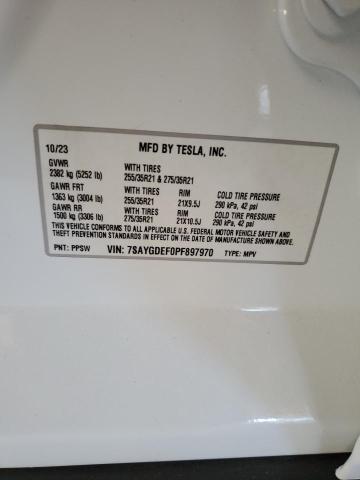 10/23 MFD BY TESLA, INC.
GVWR WITH TIRES
2382 kg (5252 lb) 255/35R21 & 275/35R21
GAWR FRT WITH TIRES RIM COLD TIRE PRESSURE
1363 kg (3004 lb) 255/35R21 21X9.5J 290 kPa, 42 psi
GAWR RR WITH TIRES RIM COLD TIRE PRESSURE
1500 kg (3306 lb) 275/35R21 21X10.5J 290 kPa, 42 psi
THIS VEHICLE CONFORMS TO ALL APPLICABLE U.S. FEDERAL MOTOR VEHICLE SAFETY AND
THEFT PREVENTION STANDARDS IN EFFECT ON THE DATE OF MANUFACTURE SHOWN ABOVE.
PNT: PPSW VIN: 7SAYGDEF0PF897970 TYPE: MPV